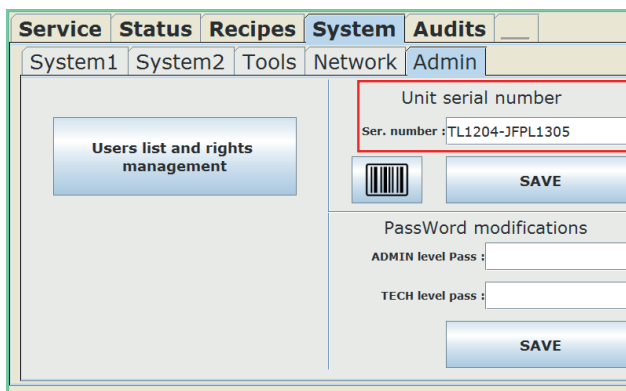 Service Status Recipes System Audits __
System1 System2 Tools Network Admin
Users list and rights
management
Unit serial number
Ser. number : TL1204-JFPL1305
SAVE
PassWord modifications
ADMIN level Pass :
TECH level pass :
SAVE